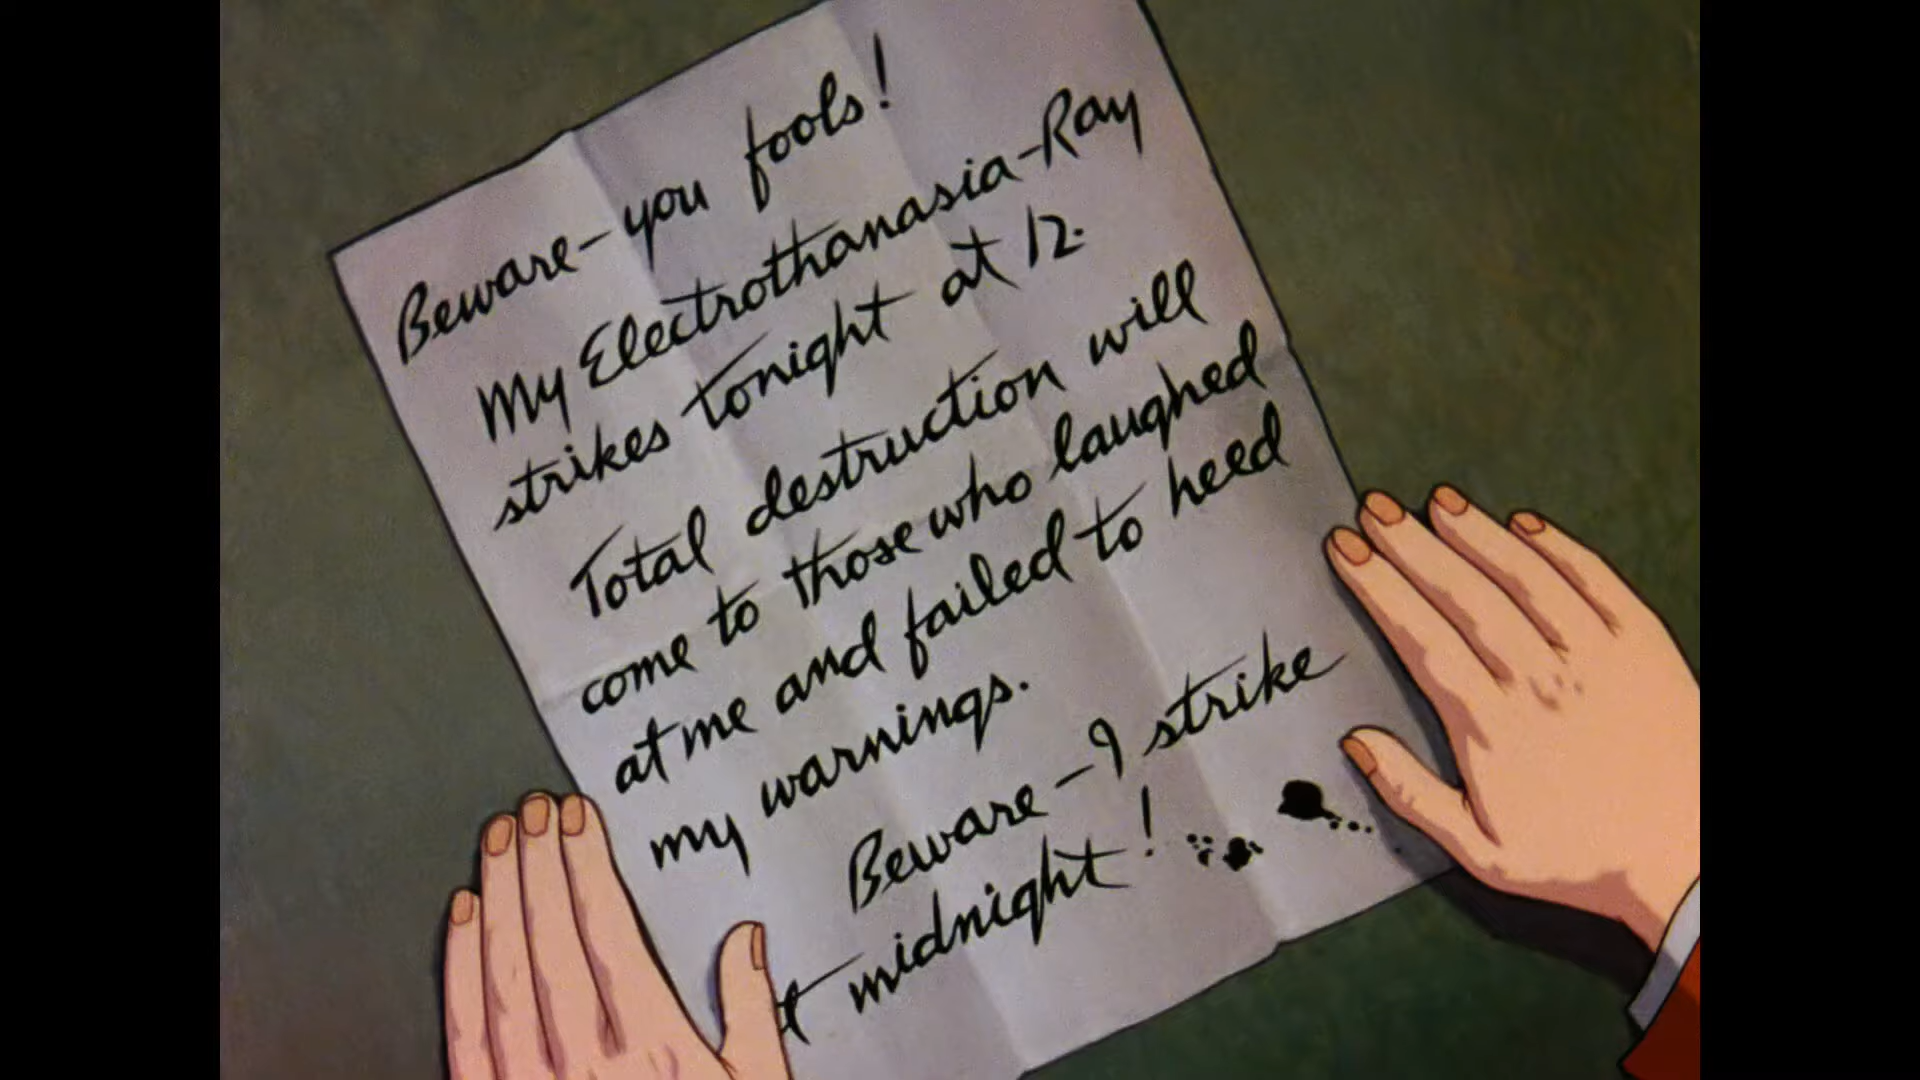 Beware-you fools!
My Electrothanasia-Ray
strikes tonight at 12.
Total destruction will
come to those who laughed
at me and failed to heed
my warnings.
Beware-I strike
midnight!